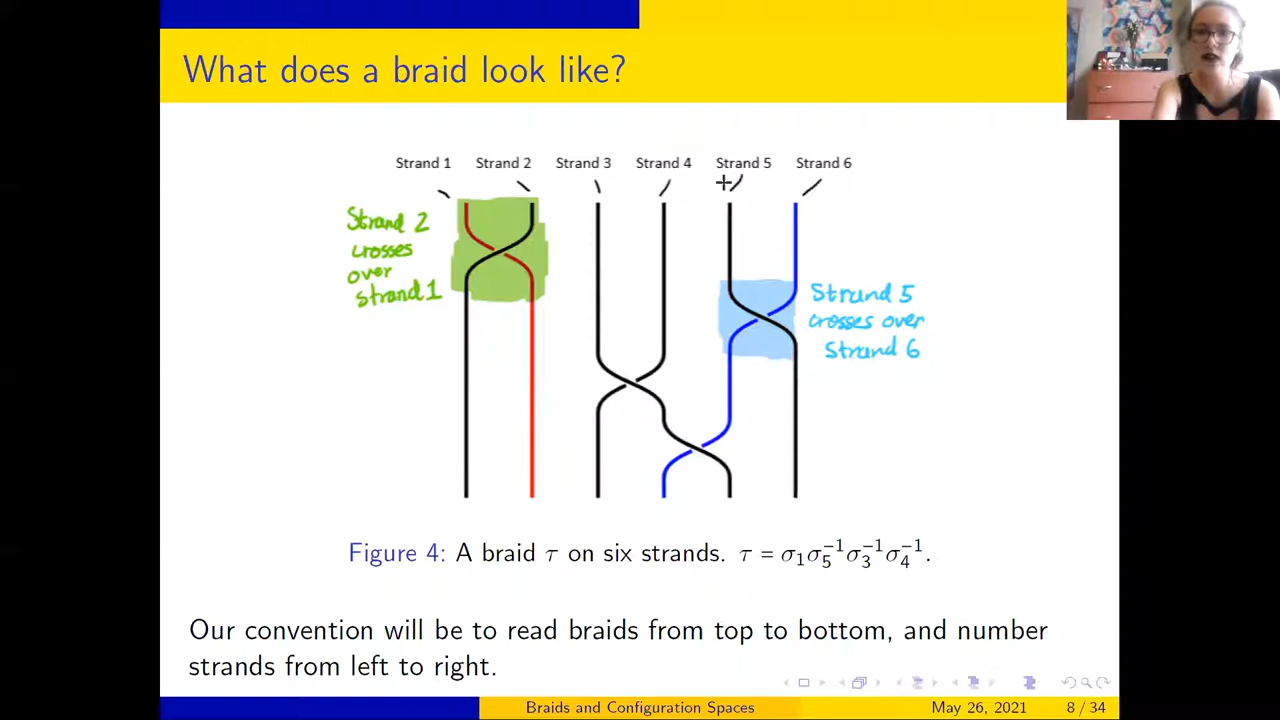 What does a braid look like?
Strand 1 Strand 2 Strand 3 Strand 4 Strand 5 Strand 6
Strand 2
crosses
over
strand 1
Strand 5
crosses over
Strand 6
Figure 4: A braid τ on six strands. τ = σ₁σ₅⁻¹σ₃⁻¹σ₄⁻¹.
Our convention will be to read braids from top to bottom, and number
strands from left to right.
Braids and Configuration Spaces May 26, 2021 8 / 34